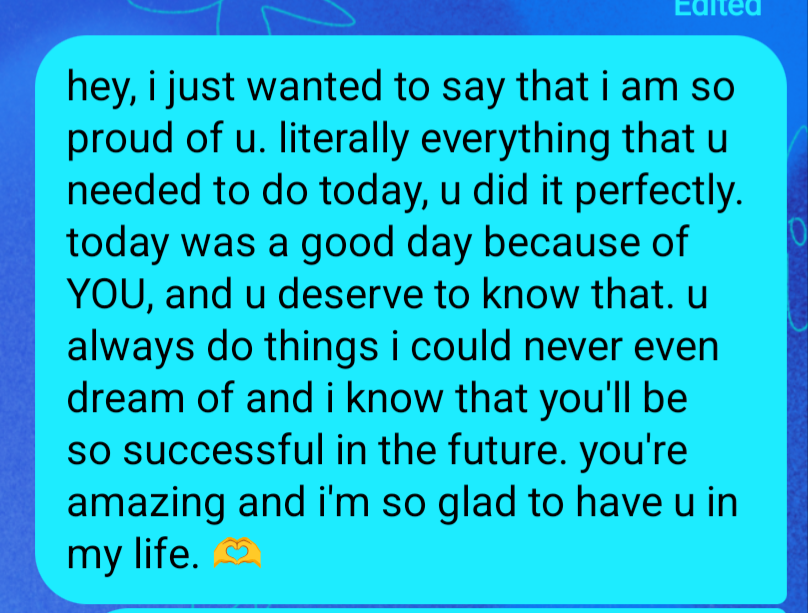 Edited
hey, i just wanted to say that i am so
proud of u. literally everything that u
needed to do today, u did it perfectly.
today was a good day because of
YOU, and u deserve to know that. u
always do things i could never even
dream of and i know that you'll be
so successful in the future. you're
amazing and i'm so glad to have u in
my life. 🫶